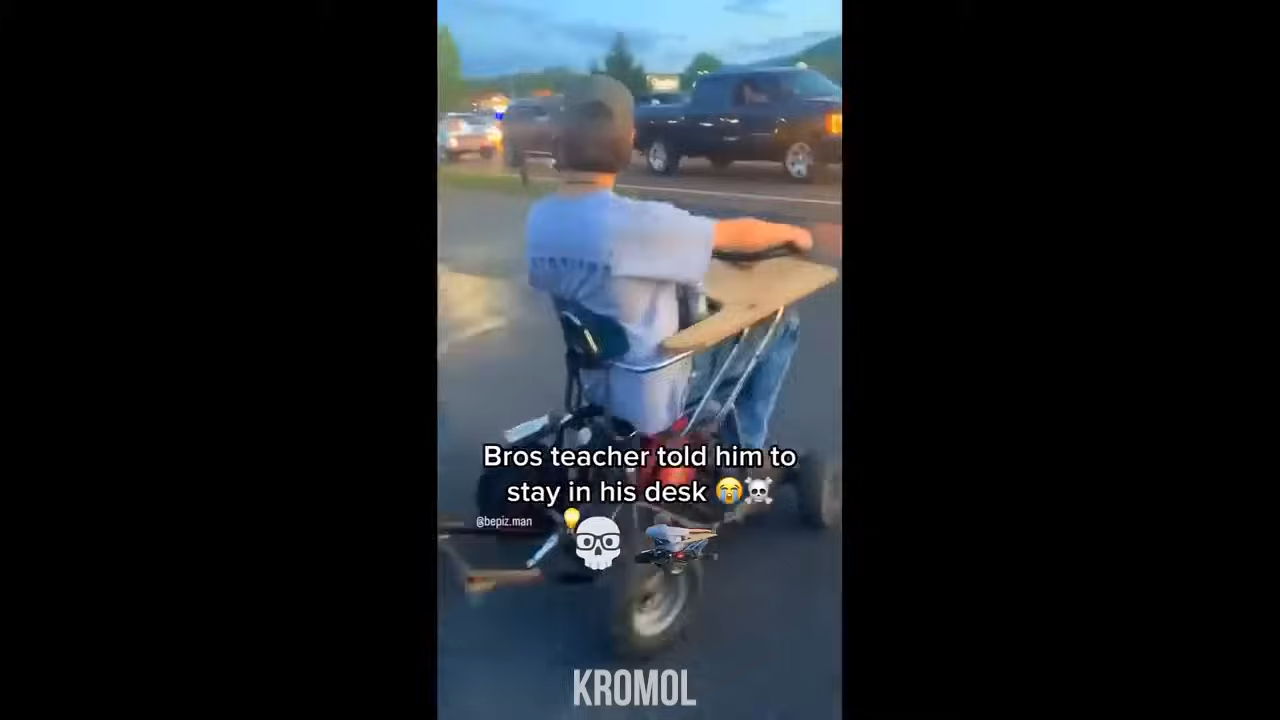 Bros teacher told him to
stay in his desk 😭☠️
@bepiz.man
KROMOL